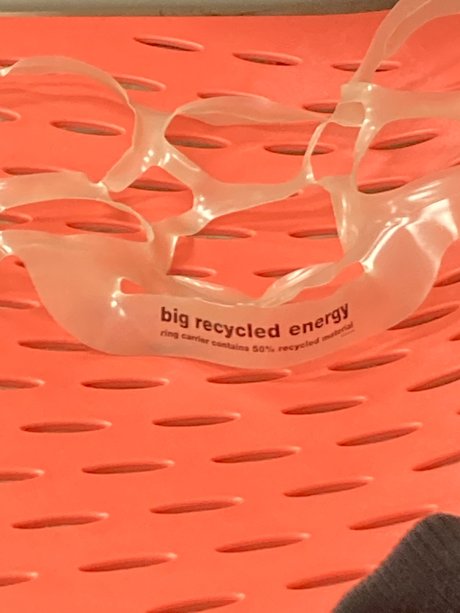 big recycled energy
ring carrier contains 50% recycled material